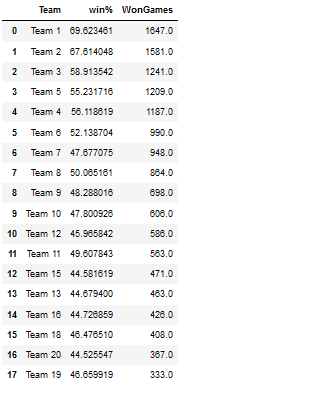 Team win% WonGames
0 Team 1 69.623461 1647.0
1 Team 2 67.614048 1581.0
2 Team 3 58.913542 1241.0
3 Team 5 55.231716 1209.0
4 Team 4 56.118619 1187.0
5 Team 6 52.138704 990.0
6 Team 7 47.677075 948.0
7 Team 8 50.065161 864.0
8 Team 9 48.288016 698.0
9 Team 10 47.800926 606.0
10 Team 12 45.965842 586.0
11 Team 11 49.607843 563.0
12 Team 15 44.581619 471.0
13 Team 13 44.679400 463.0
14 Team 16 44.726859 426.0
15 Team 18 46.476510 408.0
16 Team 20 44.525547 367.0
17 Team 19 46.659919 333.0